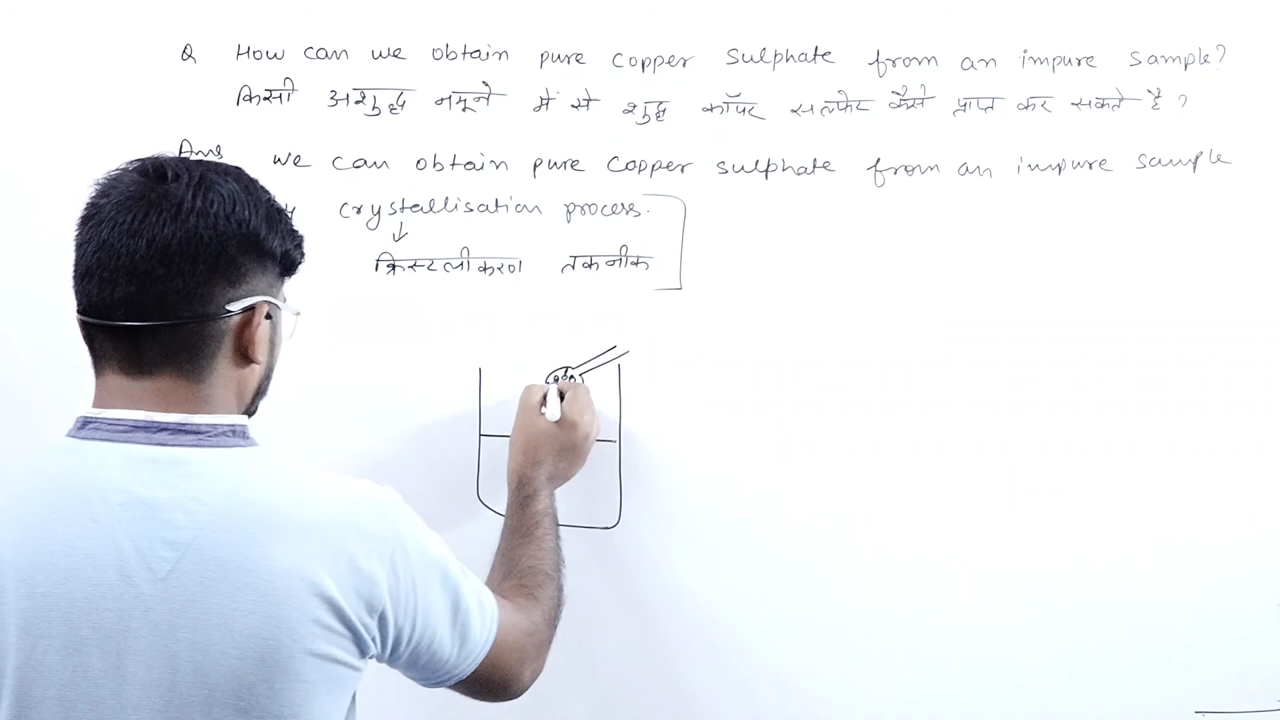 Q How can we obtain pure copper sulphate from an impure sample?
किसी अशुद्ध नमूने में से शुद्ध कॉपर सल्फेट कैसे प्राप्त कर सकते है ?
Ans we can obtain pure copper sulphate from an impure sample
crystallisation process.
क्रिस्टलीकरण तकनीक